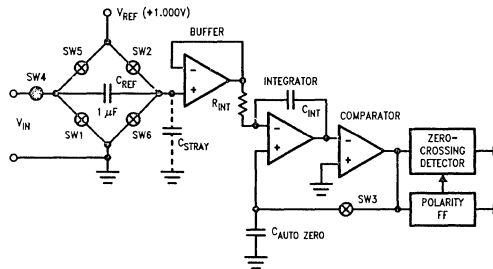 VREF (+1.000V)
BUFFER
SW5
SW2
SW4
CREF
1 µF
RINT
INTEGRATOR
CINT
VIN
SW1
SW6
CSTRAY
COMPARATOR
ZERO-
CROSSING
DETECTOR
SW3
POLARITY
FF
CAUTO ZERO